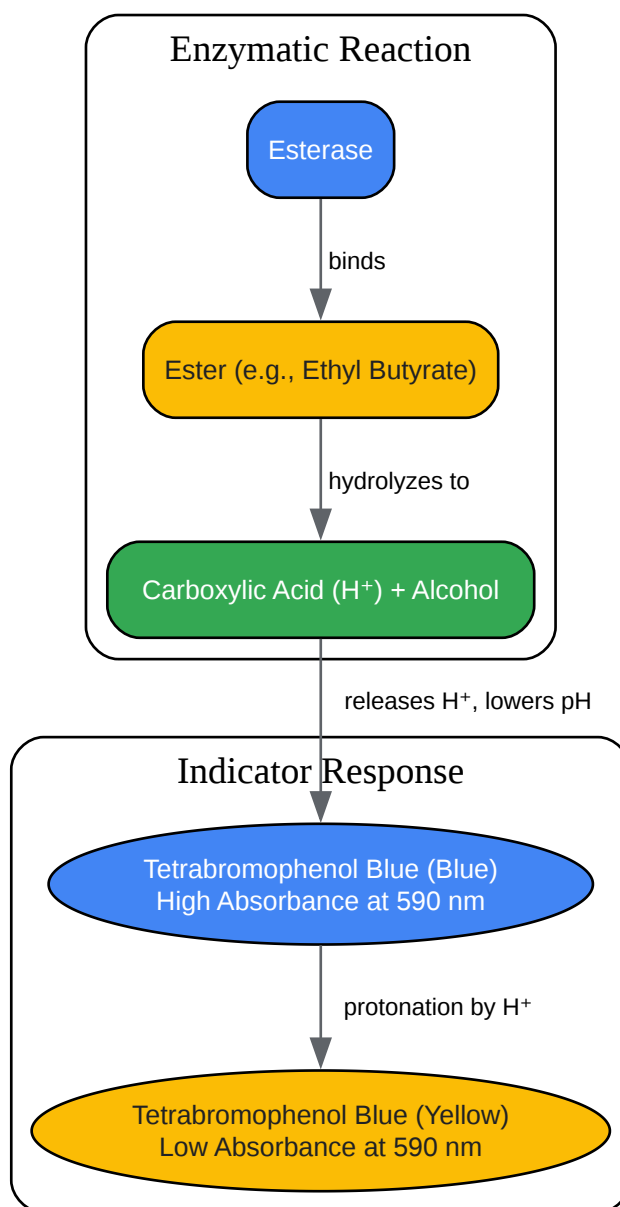 Enzymatic Reaction
Esterase
binds
Ester (e.g., Ethyl Butyrate)
hydrolyzes to
Carboxylic Acid (H⁺) + Alcohol
releases H⁺, lowers pH
Indicator Response
Tetrabromophenol Blue (Blue)
High Absorbance at 590 nm
protonation by H⁺
Tetrabromophenol Blue (Yellow)
Low Absorbance at 590 nm